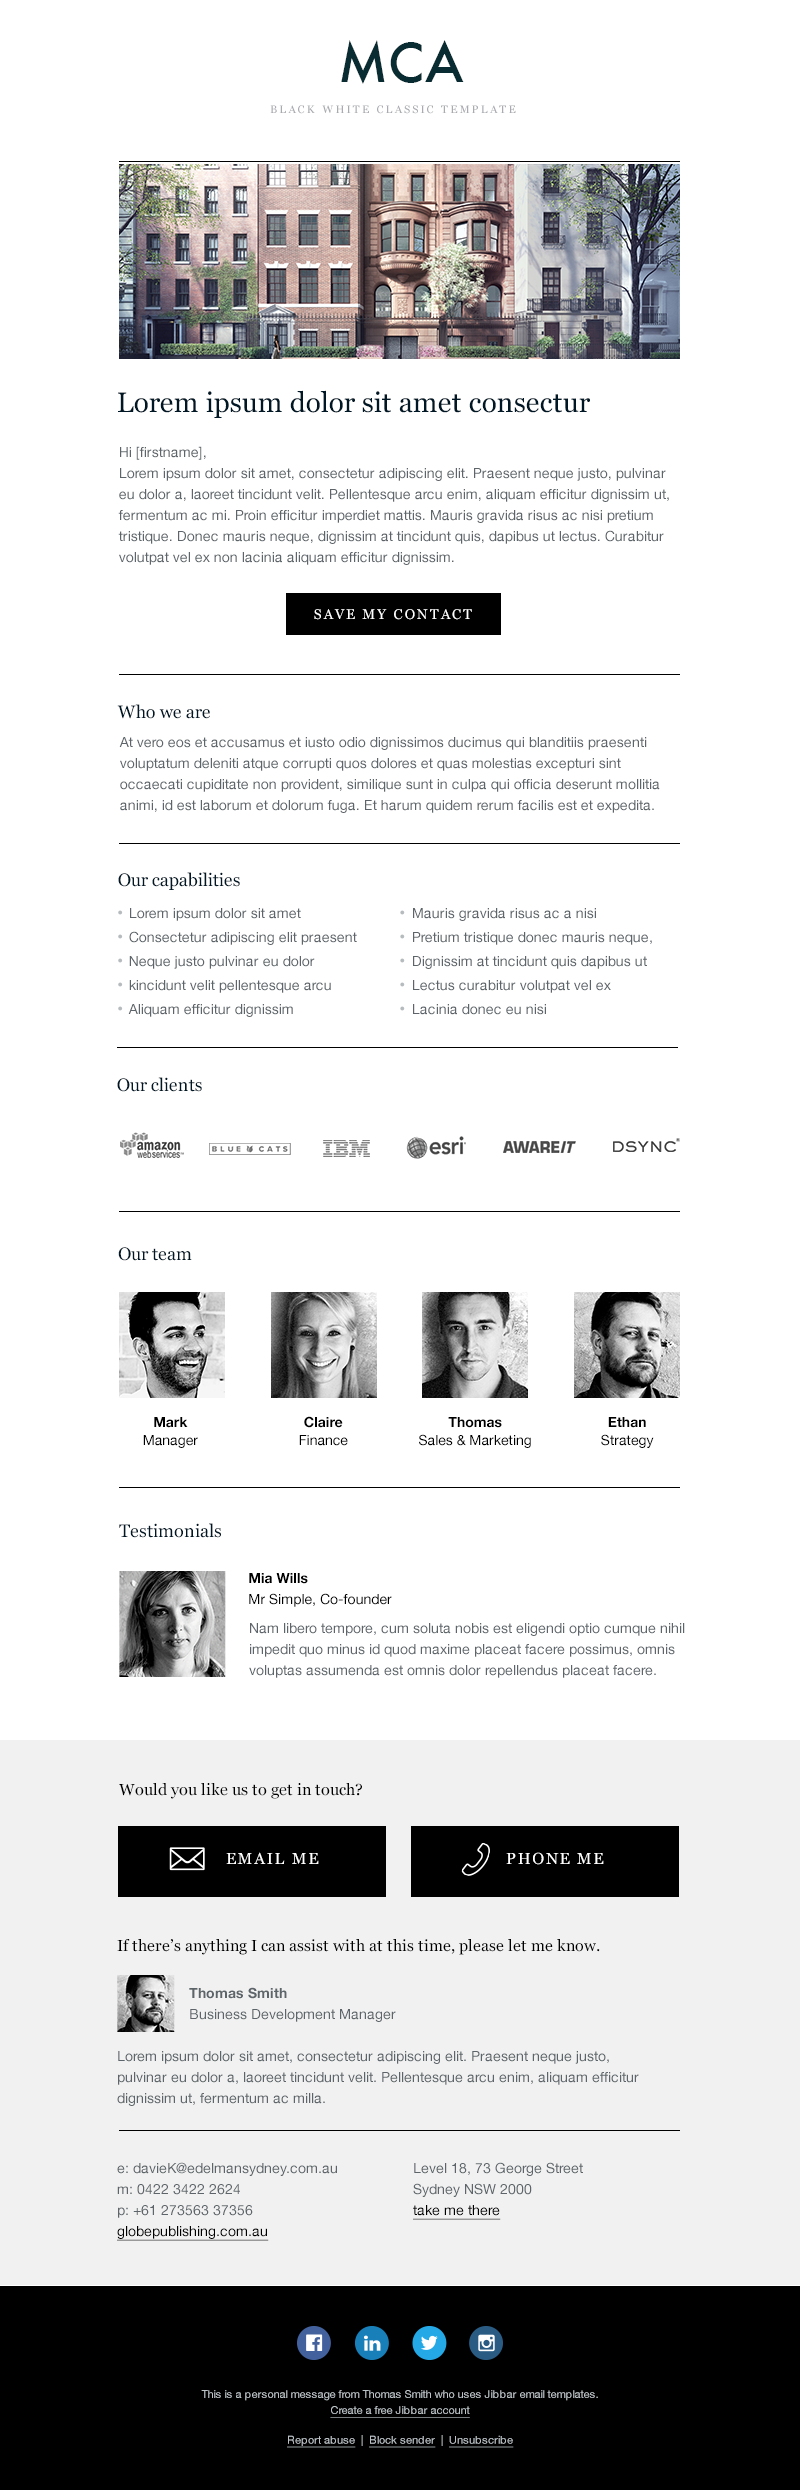 MCA
BLACK WHITE CLASSIC TEMPLATE
Lorem ipsum dolor sit amet consectur
Hi [firstname],
Lorem ipsum dolor sit amet, consectetur adipiscing elit. Praesent neque justo, pulvinar
eu dolor a, laoreet tincidunt velit. Pellentesque arcu enim, aliquam efficitur dignissim ut,
fermentum ac mi. Proin efficitur imperdiet mattis. Mauris gravida risus ac nisi pretium
tristique. Donec mauris neque, dignissim at tincidunt quis, dapibus ut lectus. Curabitur
volutpat vel ex non lacinia aliquam efficitur dignissim.
SAVE MY CONTACT
Who we are
At vero eos et accusamus et iusto odio dignissimos ducimus qui blanditiis praesenti
voluptatum deleniti atque corrupti quos dolores et quas molestias excepturi sint
occaecati cupiditate non provident, similique sunt in culpa qui officia deserunt mollitia
animi, id est laborum et dolorum fuga. Et harum quidem rerum facilis est et expedita.
Our capabilities
• Lorem ipsum dolor sit amet
• Consectetur adipiscing elit praesent
• Neque justo pulvinar eu dolor
• kincidunt velit pellentesque arcu
• Aliquam efficitur dignissim
• Mauris gravida risus ac a nisi
• Pretium tristique donec mauris neque,
• Dignissim at tincidunt quis dapibus ut
• Lectus curabitur volutpat vel ex
• Lacinia donec eu nisi
Our clients
amazon
webservices™
BLUE CATS
IBM
esri
AWAREIT
DSYNC®
Our team
Mark
Manager
Claire
Finance
Thomas
Sales & Marketing
Ethan
Strategy
Testimonials
Mia Wills
Mr Simple, Co-founder
Nam libero tempore, cum soluta nobis est eligendi optio cumque nihil
impedit quo minus id quod maxime placeat facere possimus, omnis
voluptas assumenda est omnis dolor repellendus placeat facere.
Would you like us to get in touch?
EMAIL ME
PHONE ME
If there's anything I can assist with at this time, please let me know.
Thomas Smith
Business Development Manager
Lorem ipsum dolor sit amet, consectetur adipiscing elit. Praesent neque justo,
pulvinar eu dolor a, laoreet tincidunt velit. Pellentesque arcu enim, aliquam efficitur
dignissim ut, fermentum ac milla.
e: davieK@edelmansydney.com.au
m: 0422 3422 2624
p: +61 273563 37356
globepublishing.com.au
Level 18, 73 George Street
Sydney NSW 2000
take me there
This is a personal message from Thomas Smith who uses Jibbar email templates.
Create a free Jibbar account
Report abuse | Block sender | Unsubscribe